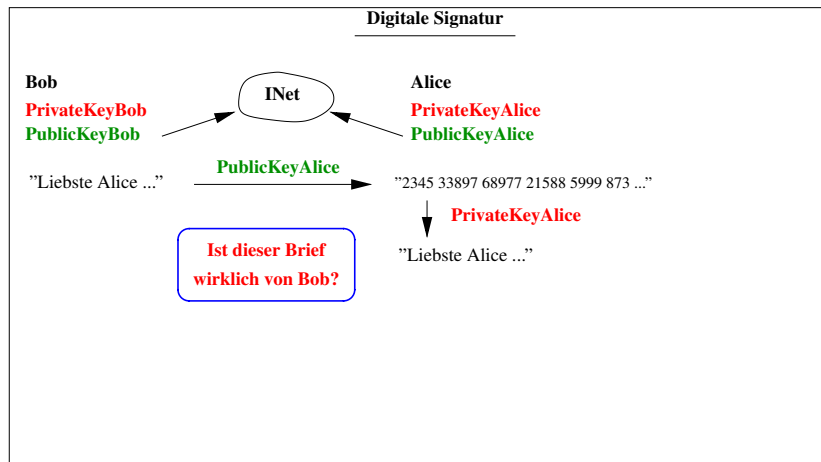 Digitale Signatur
Bob
PrivateKeyBob
PublicKeyBob
INet
Alice
PrivateKeyAlice
PublicKeyAlice
"Liebste Alice ..."
PublicKeyAlice
"2345 33897 68977 21588 5999 873 ..."
PrivateKeyAlice
"Liebste Alice ..."
Ist dieser Brief
wirklich von Bob?